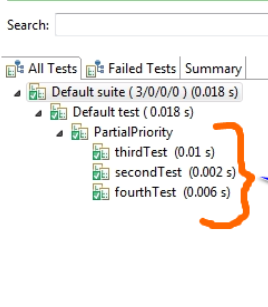 Search:
All Tests Failed Tests Summary
Default suite ( 3/0/0/0 ) (0.018 s)
Default test ( 0.018 s)
PartialPriority
thirdTest (0.01 s)
secondTest (0.002 s)
fourthTest (0.006 s)